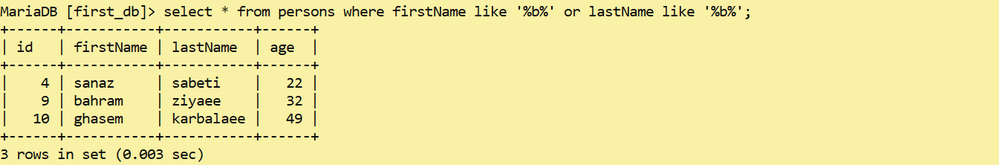 MariaDB [first_db]> select * from persons where firstName like '%b%' or lastName like '%b%';
+------+-----------+-----------+------+
| id   | firstName | lastName  | age  |
+------+-----------+-----------+------+
|    4 | sanaz     | sabeti    |   22 |
|    9 | bahram    | ziyaee    |   32 |
|   10 | ghasem    | karbalaee |   49 |
+------+-----------+-----------+------+
3 rows in set (0.003 sec)